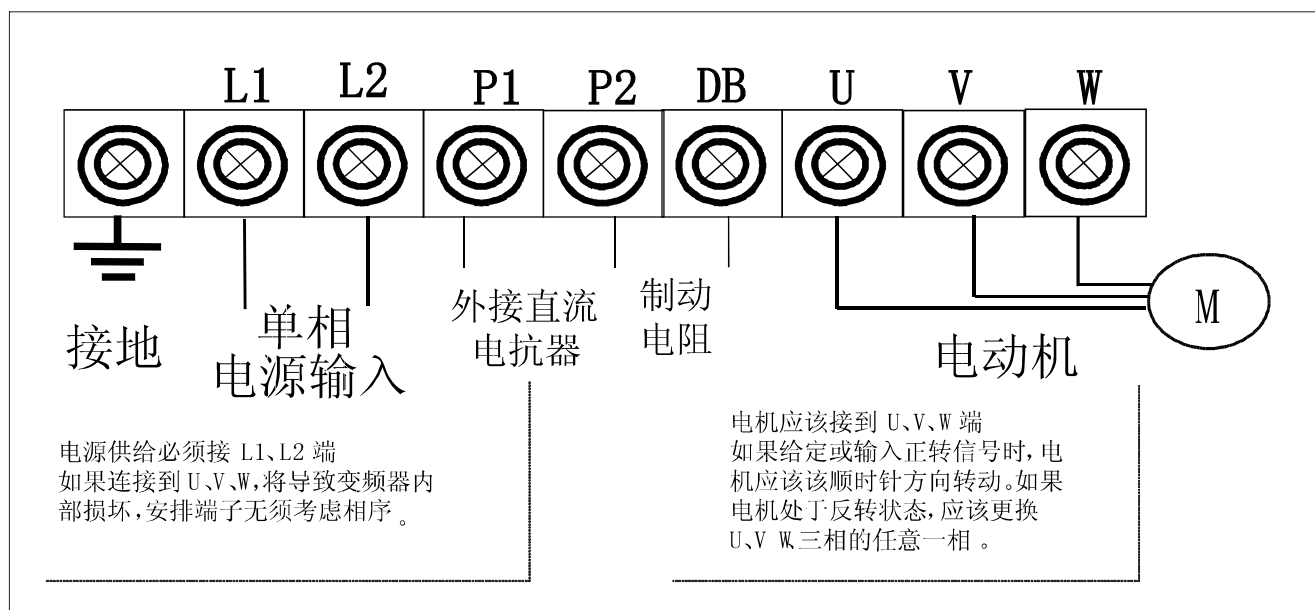 L1 L2 P1 P2 DB U V W
接地
单相
电源输入
外接直流
电抗器
制动
电阻
M
电动机
电源供给必须接 L1、L2 端
如果连接到 U、V、W,将导致变频器内
部损坏,安排端子无须考虑相序。
电机应该接到 U、V、W 端
如果给定或输入正转信号时,电
机应该该顺时针方向转动。如果
电机处于反转状态,应该更换
U、V W、三相的任意一相。